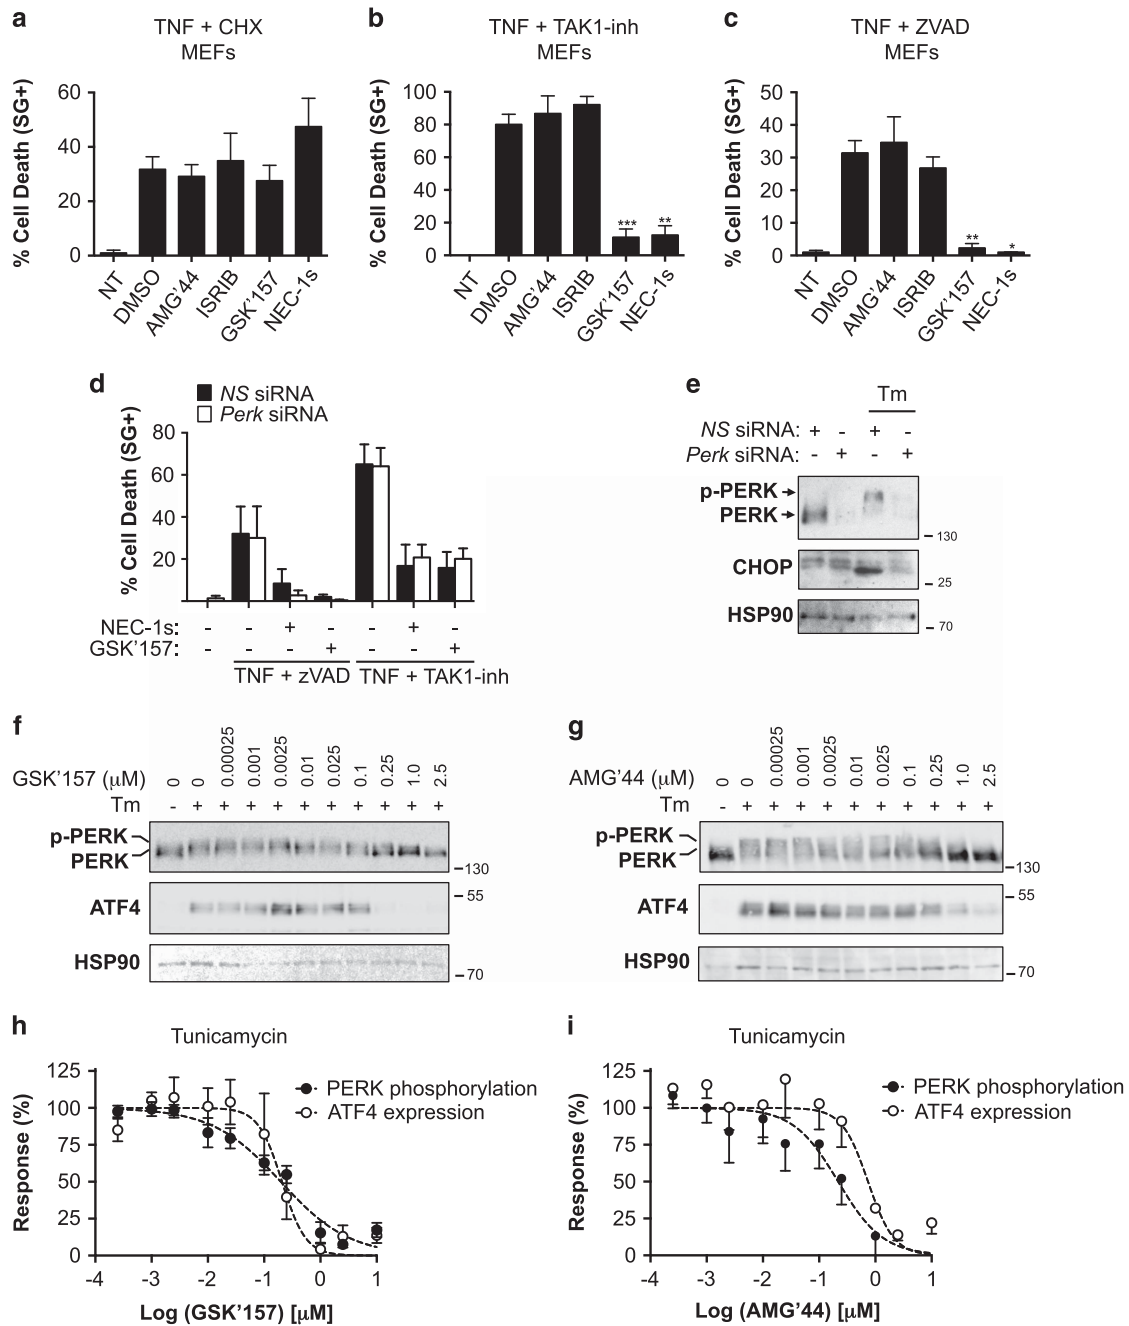 a
TNF + CHX
MEFs
% Cell Death (SG+)
60
40
20
0
NT
DMSO
AMG'44
ISRIB
GSK'157
NEC-1s
b
TNF + TAK1-inh
MEFs
% Cell Death (SG+)
100
80
60
40
20
0
***
**
NT
DMSO
AMG'44
ISRIB
GSK'157
NEC-1s
c
TNF + ZVAD
MEFs
% Cell Death (SG+)
50
40
30
20
10
0
**
*
NT
DMSO
AMG'44
ISRIB
GSK'157
NEC-1s
d
NS siRNA
Perk siRNA
% Cell Death (SG+)
80
60
40
20
NEC-1s: - - + - - + -
GSK'157: - - - + - - +
TNF + zVAD
TNF + TAK1-inh
e
Tm
NS siRNA: + - + -
Perk siRNA: - + - +
p-PERK
PERK
- 130
CHOP
- 25
HSP90
- 70
f
GSK'157 (μM) 0 0 0.00025 0.001 0.0025 0.01 0.025 0.1 0.25 1.0 2.5
Tm - + + + + + + + + + +
p-PERK
PERK
-130
ATF4
- 55
HSP90
-70
g
AMG'44 (μM) 0 0 0.00025 0.001 0.0025 0.01 0.025 0.1 0.25 1.0 2.5
Tm - + + + + + + + + + +
p-PERK
PERK
-130
ATF4
- 55
HSP90
- 70
h
Tunicamycin
Response (%)
125
100
75
50
25
0
PERK phosphorylation
ATF4 expression
-4 -3 -2 -1 0 1
Log (GSK'157) [μM]
i
Tunicamycin
Response (%)
125
100
75
50
25
0
PERK phosphorylation
ATF4 expression
-4 -3 -2 -1 0 1
Log (AMG'44) [μM]